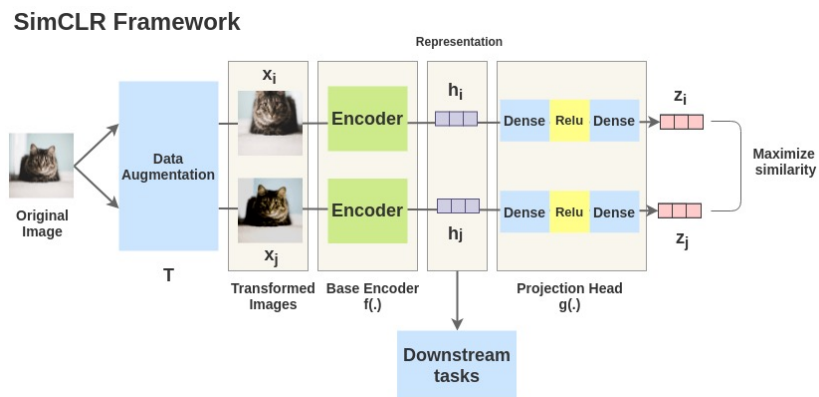 SimCLR Framework
Representation
xi
hi
zi
Encoder
Dense
Relu
Dense
Data
Augmentation
Maximize
similarity
Original
Image
Encoder
Dense
Relu
Dense
xj
hj
zj
T
Transformed
Images
Base Encoder
f(.)
Projection Head
g(.)
Downstream
tasks